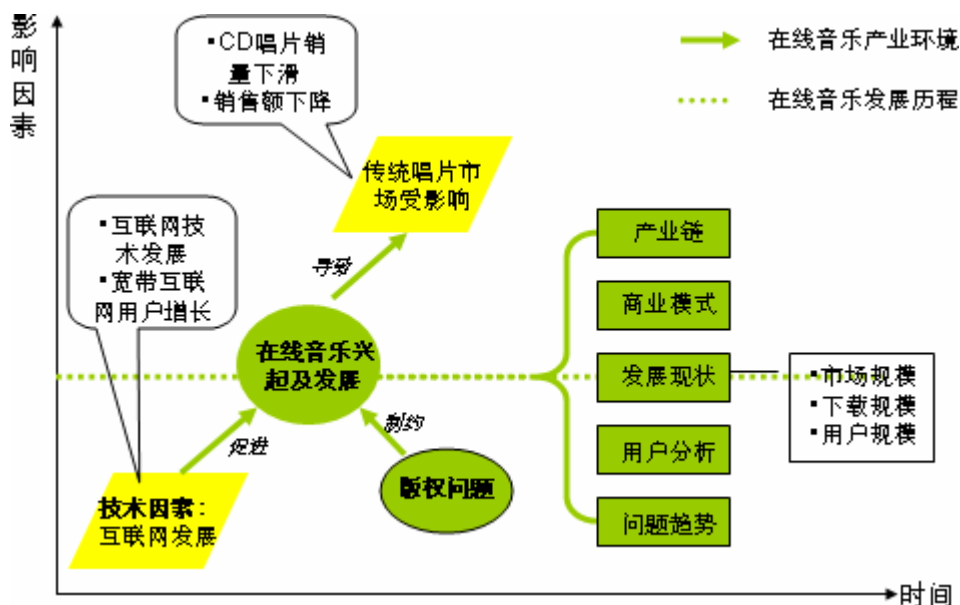 影
响
因
素
▪CD唱片销
量下滑
▪销售额下降
在线音乐产业环境
在线音乐发展历程
传统唱片市
场受影响
▪互联网技
术发展
▪宽带互联
网用户增长
导致
在线音乐兴
起及发展
促进
制约
版权问题
技术因素：
互联网发展
产业链
商业模式
发展现状
用户分析
问题趋势
▪市场规模
▪下载规模
▪用户规模
时间